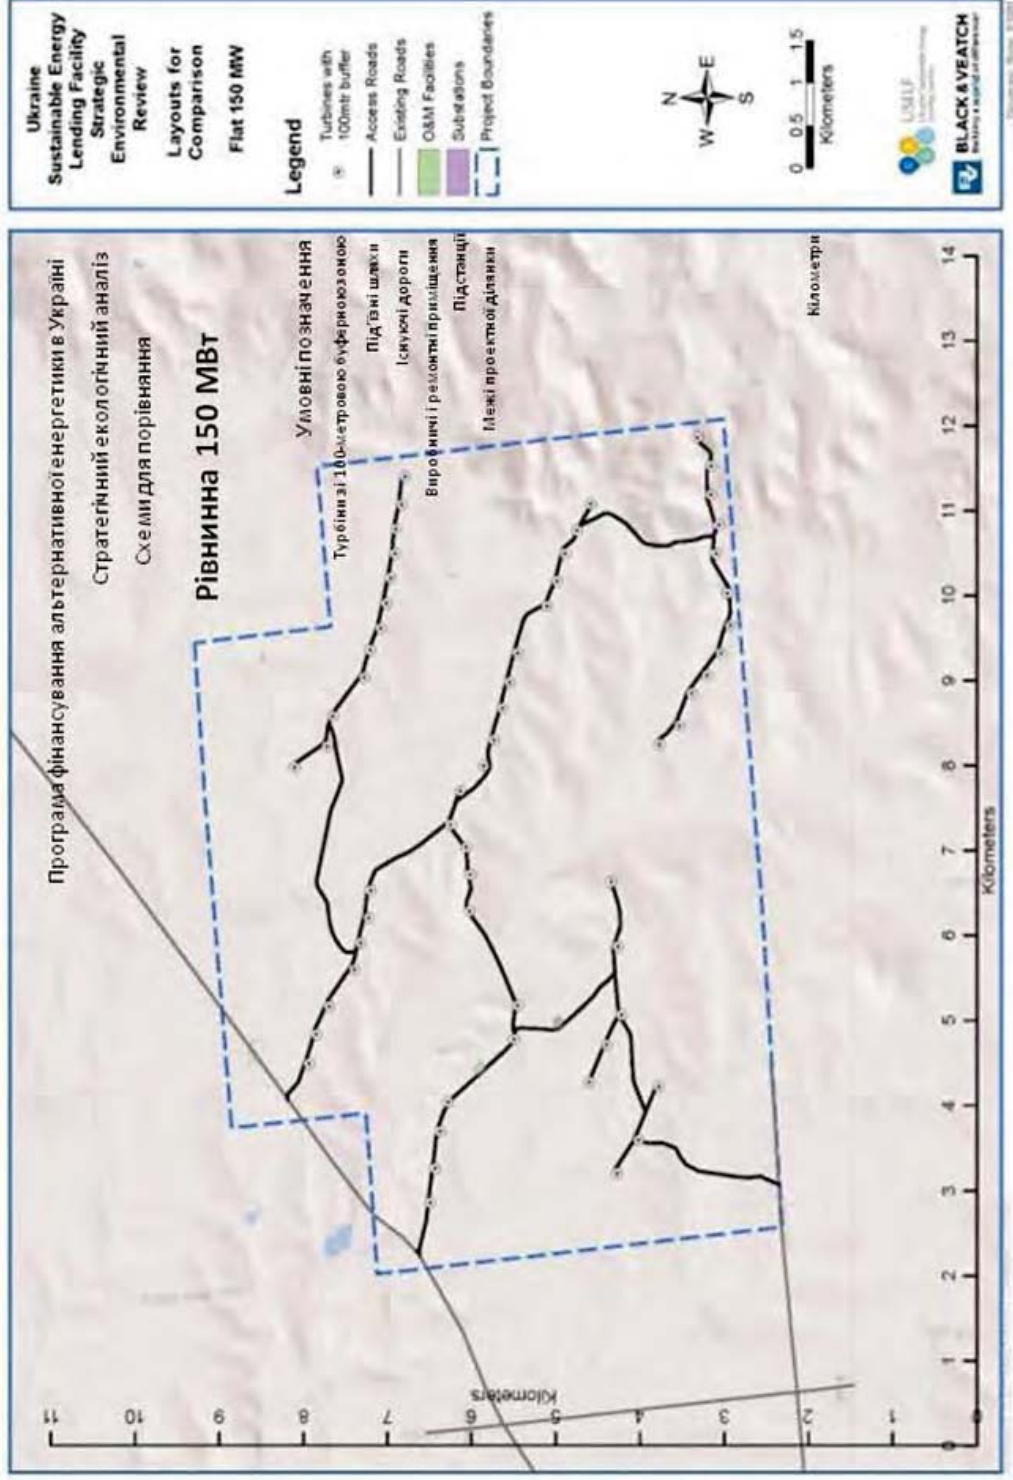 Ukraine
Sustainable Energy
Lending Facility
Strategic
Environmental
Review
Layouts for
Comparison
Flat 150 MW
Legend
Turbines with
100mtr buffer
Access Roads
Existing Roads
O&M Facilities
Substations
Project Boundaries
N
W
E
S
0 0.5 1 1.5
Kilometers
USELF
BLACK & VEATCH
Building a world of difference
Програма фінансування альтернативної енергетики в Україні
Стратегічний екологічний аналіз
Схеми для порівняння
Рівнинна 150 МВт
Умовні позначення
Турбіни зі 100-метровою буферною зоною
Під'їзні шляхи
Існуючі дороги
Виробничі і ремонтні приміщення
Підстанції
Межі проектної ділянки
Кілометри
11
10
9
8
7
6
5
4
3
2
1
0
Kilometers
0 1 2 3 4 5 6 7 8 9 10 11 12 13 14
Kilometers